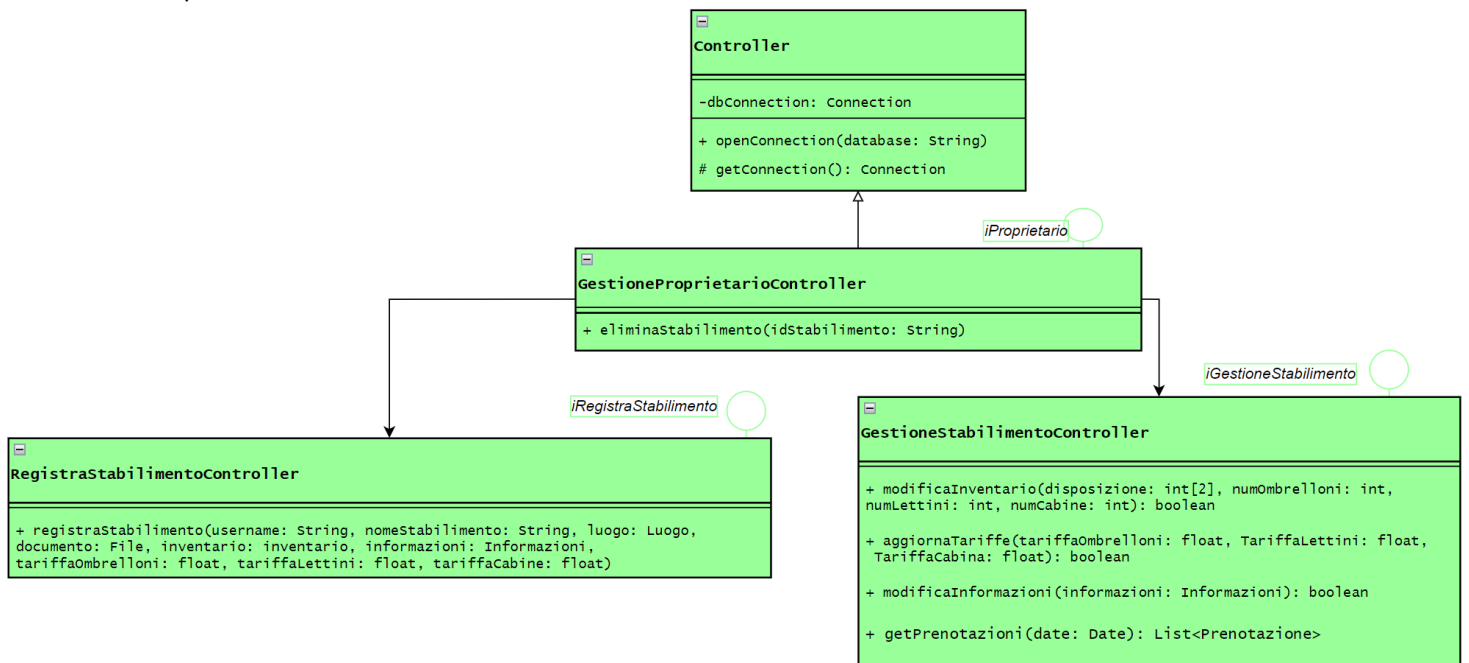 Controller
-dbConnection: Connection
+ openConnection(database: String)
# getConnection(): Connection
iProprietario
GestioneProprietarioController
+ eliminaStabilimento(idStabilimento: String)
iRegistraStabilimento
RegistraStabilimentoController
+ registraStabilimento(username: String, nomeStabilimento: String, luogo: Luogo,
documento: File, inventario: inventario, informazioni: Informazioni,
tariffaOmbrelloni: float, tariffaLettini: float, tariffaCabine: float)
iGestioneStabilimento
GestioneStabilimentoController
+ modificaInventario(disposizione: int[2], numOmbrelloni: int,
numLettini: int, numCabine: int): boolean
+ aggiornaTariffe(tariffaOmbrelloni: float, TariffaLettini: float,
TariffaCabina: float): boolean
+ modificaInformazioni(informazioni: Informazioni): boolean
+ getPrenotazioni(date: Date): List<Prenotazione>